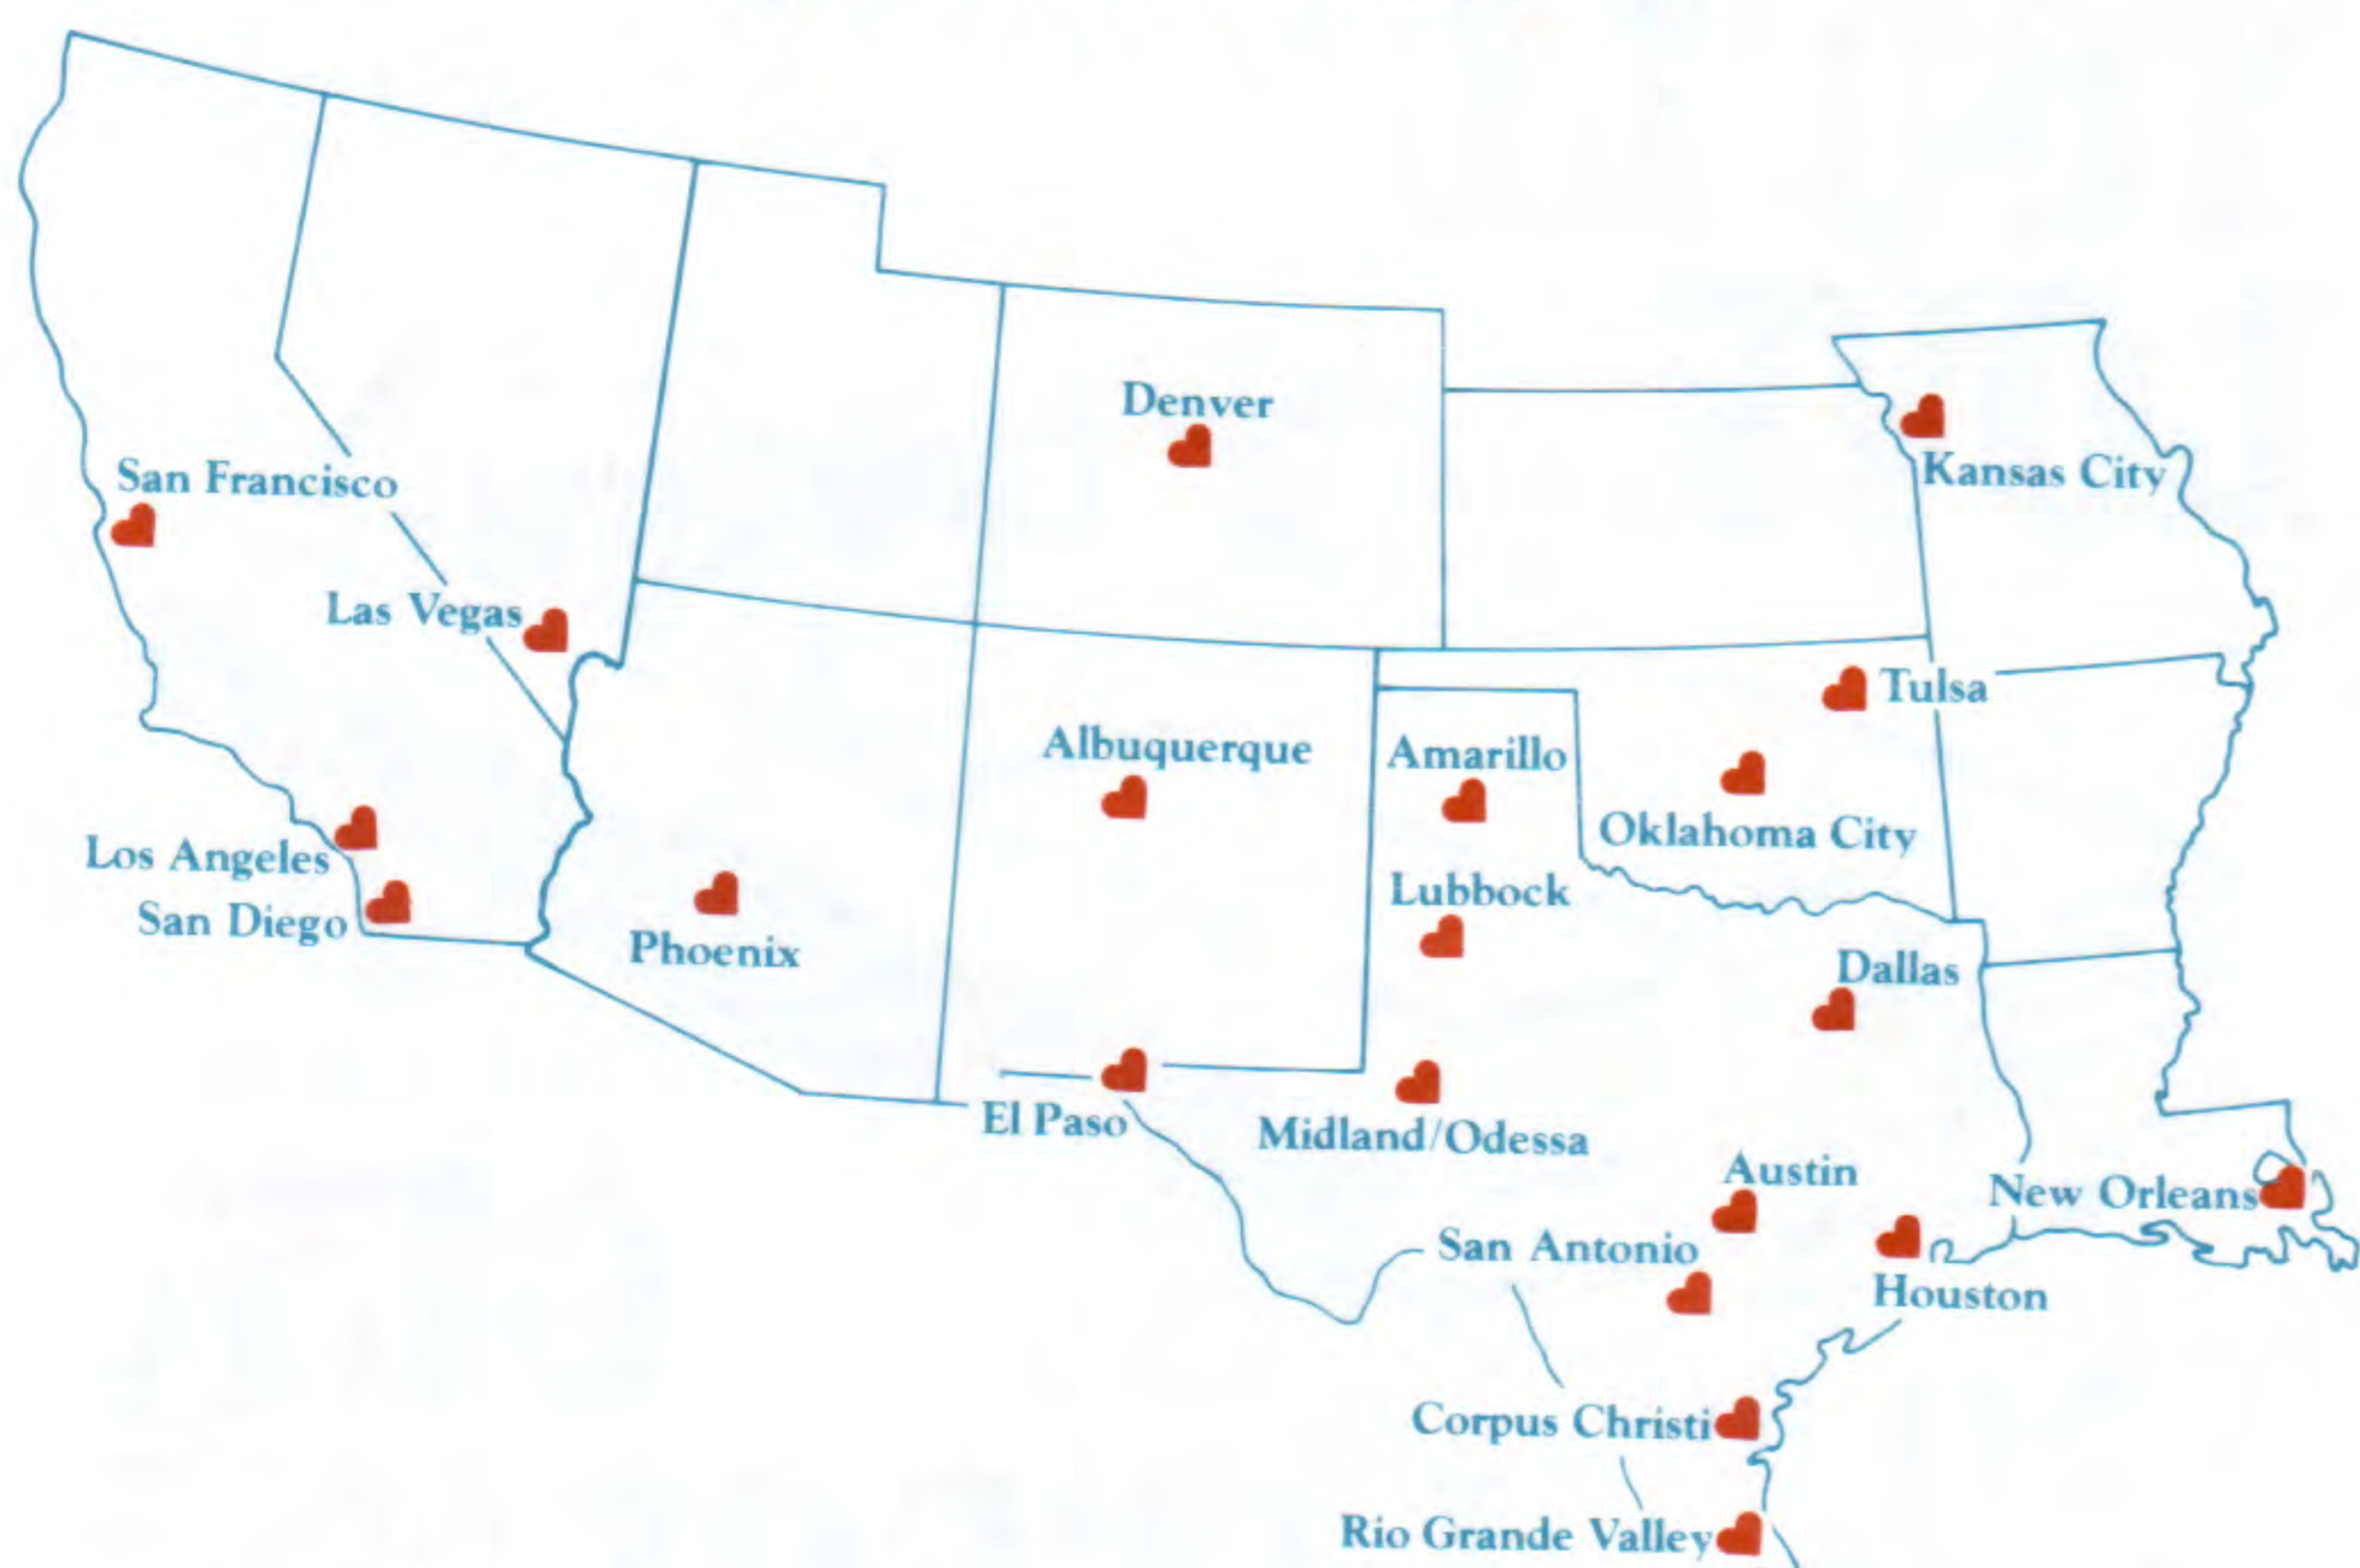 Denver
Kansas City
San Francisco
Las Vegas
Tulsa
Albuquerque
Amarillo
Oklahoma City
Los Angeles
Lubbock
San Diego
Phoenix
Dallas
El Paso
Midland/Odessa
Austin
New Orleans
San Antonio
Houston
Corpus Christi
Rio Grande Valley